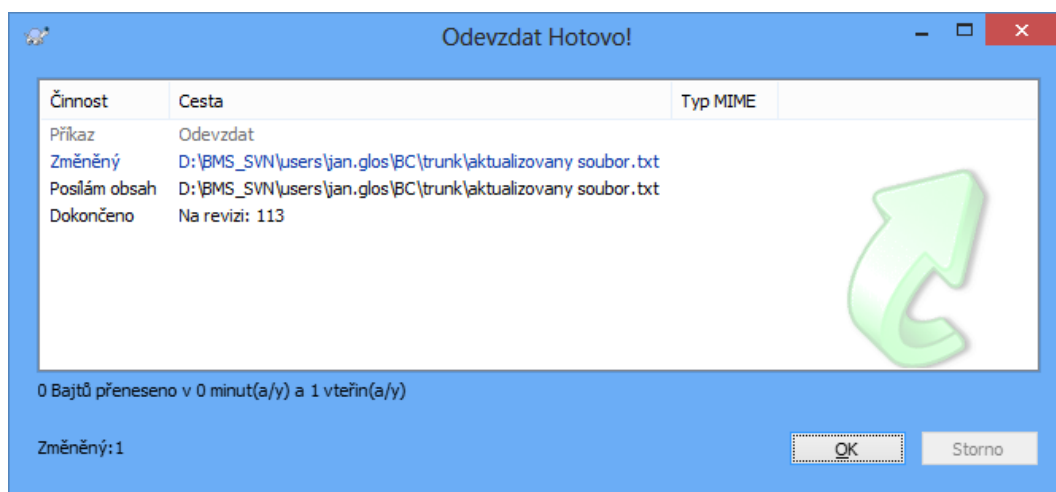 Odevzdat Hotovo!
Činnost Cesta Typ MIME
Příkaz Odevzdat
Změněný D:\BMS_SVN\users\jan.glos\BC\trunk\aktualizovany soubor.txt
Posílám obsah D:\BMS_SVN\users\jan.glos\BC\trunk\aktualizovany soubor.txt
Dokončeno Na revizi: 113
0 Bajtů přeneseno v 0 minut(a/y) a 1 vteřin(a/y)
Změněný:1
OK Storno